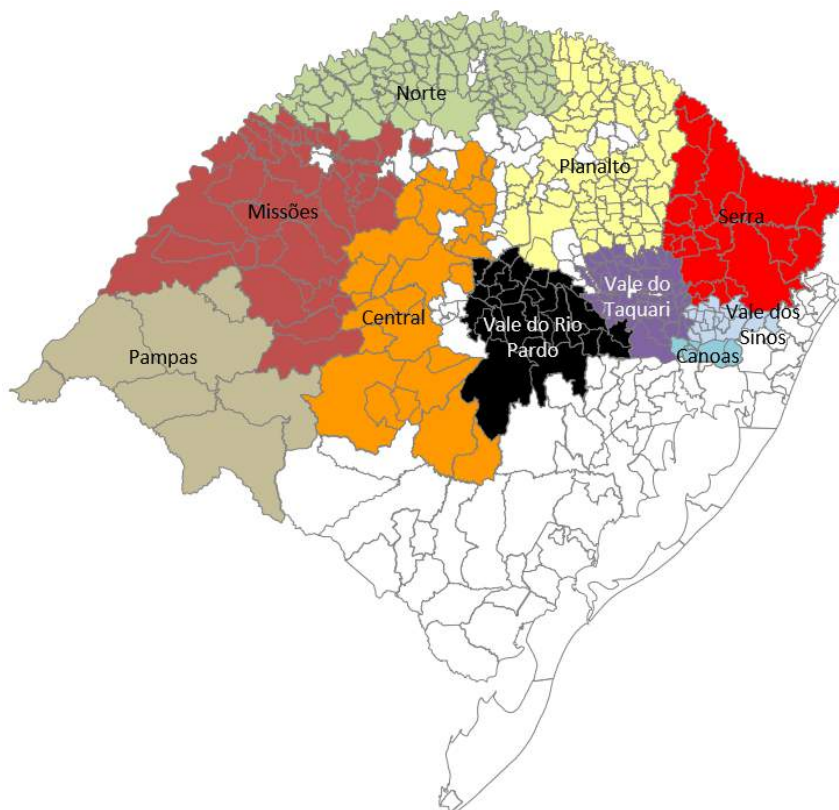 Norte
Planalto
Missões
Serra
Vale do
Taquari
Central
Vale do Rio
Pardo
Vale dos
Sinos
Pampas
Canoas